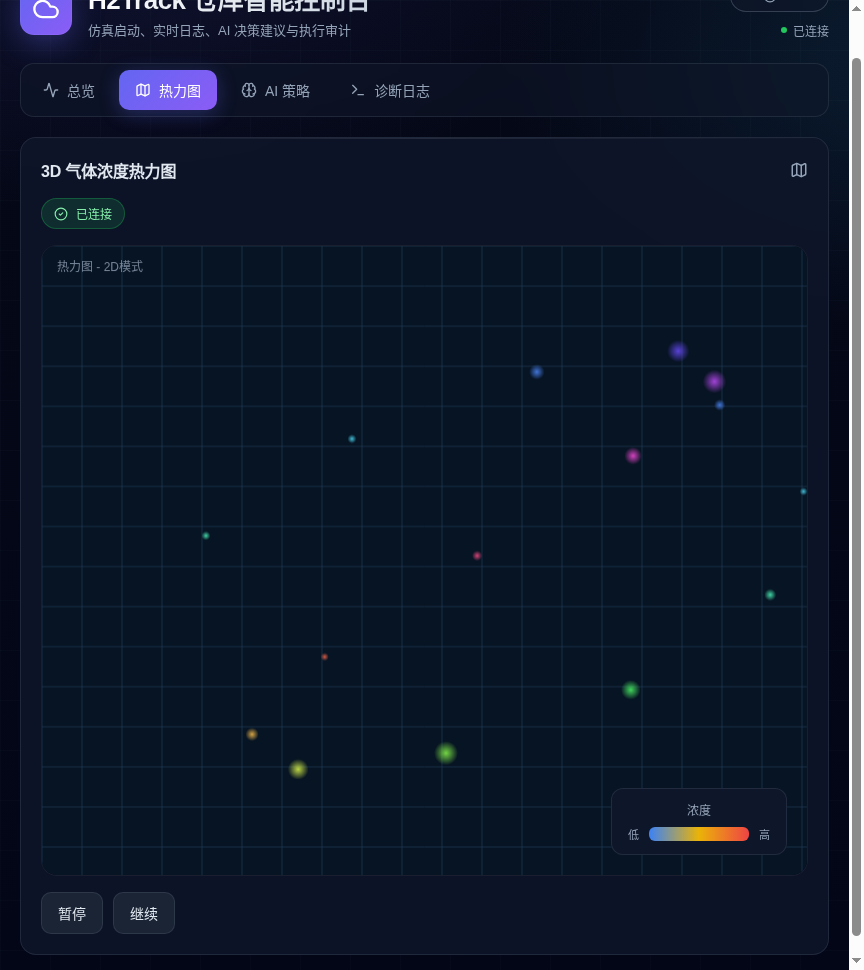 H2Track 仓库智能控制台
仿真启动、实时日志、AI 决策建议与执行审计
已连接
总览
热力图
AI 策略
诊断日志
3D 气体浓度热力图
已连接
热力图 - 2D模式
浓度
低
高
暂停
继续